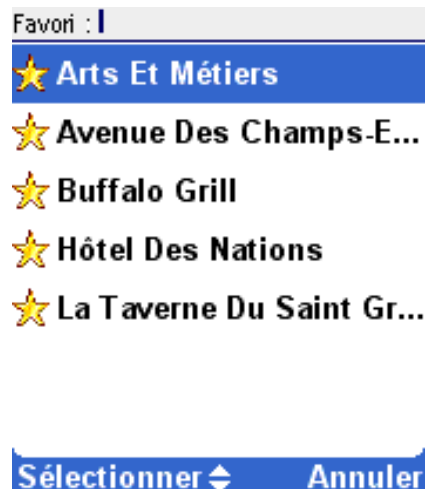 Favori :
Arts Et Métiers
Avenue Des Champs-E...
Buffalo Grill
Hôtel Des Nations
La Taverne Du Saint Gr...
Sélectionner Annuler